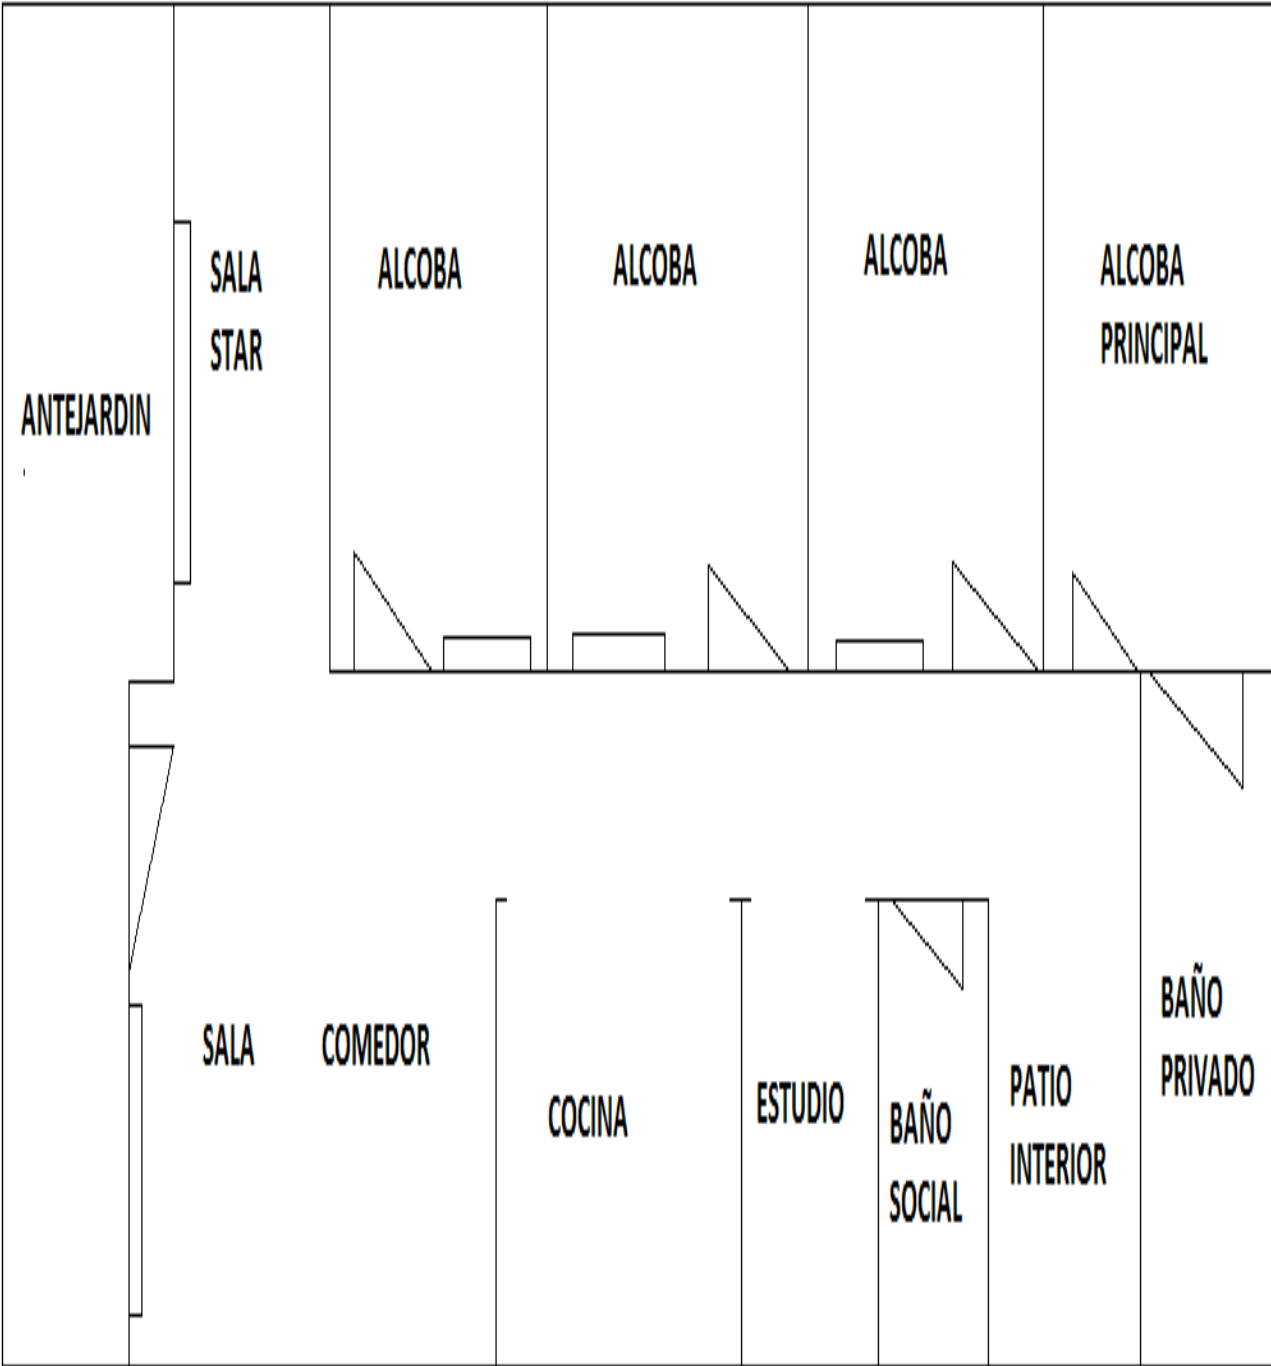 ANTEJARDIN
SALA
STAR
ALCOBA
ALCOBA
ALCOBA
ALCOBA
PRINCIPAL
SALA COMEDOR
COCINA
ESTUDIO
BAÑO
SOCIAL
PATIO
INTERIOR
BAÑO
PRIVADO